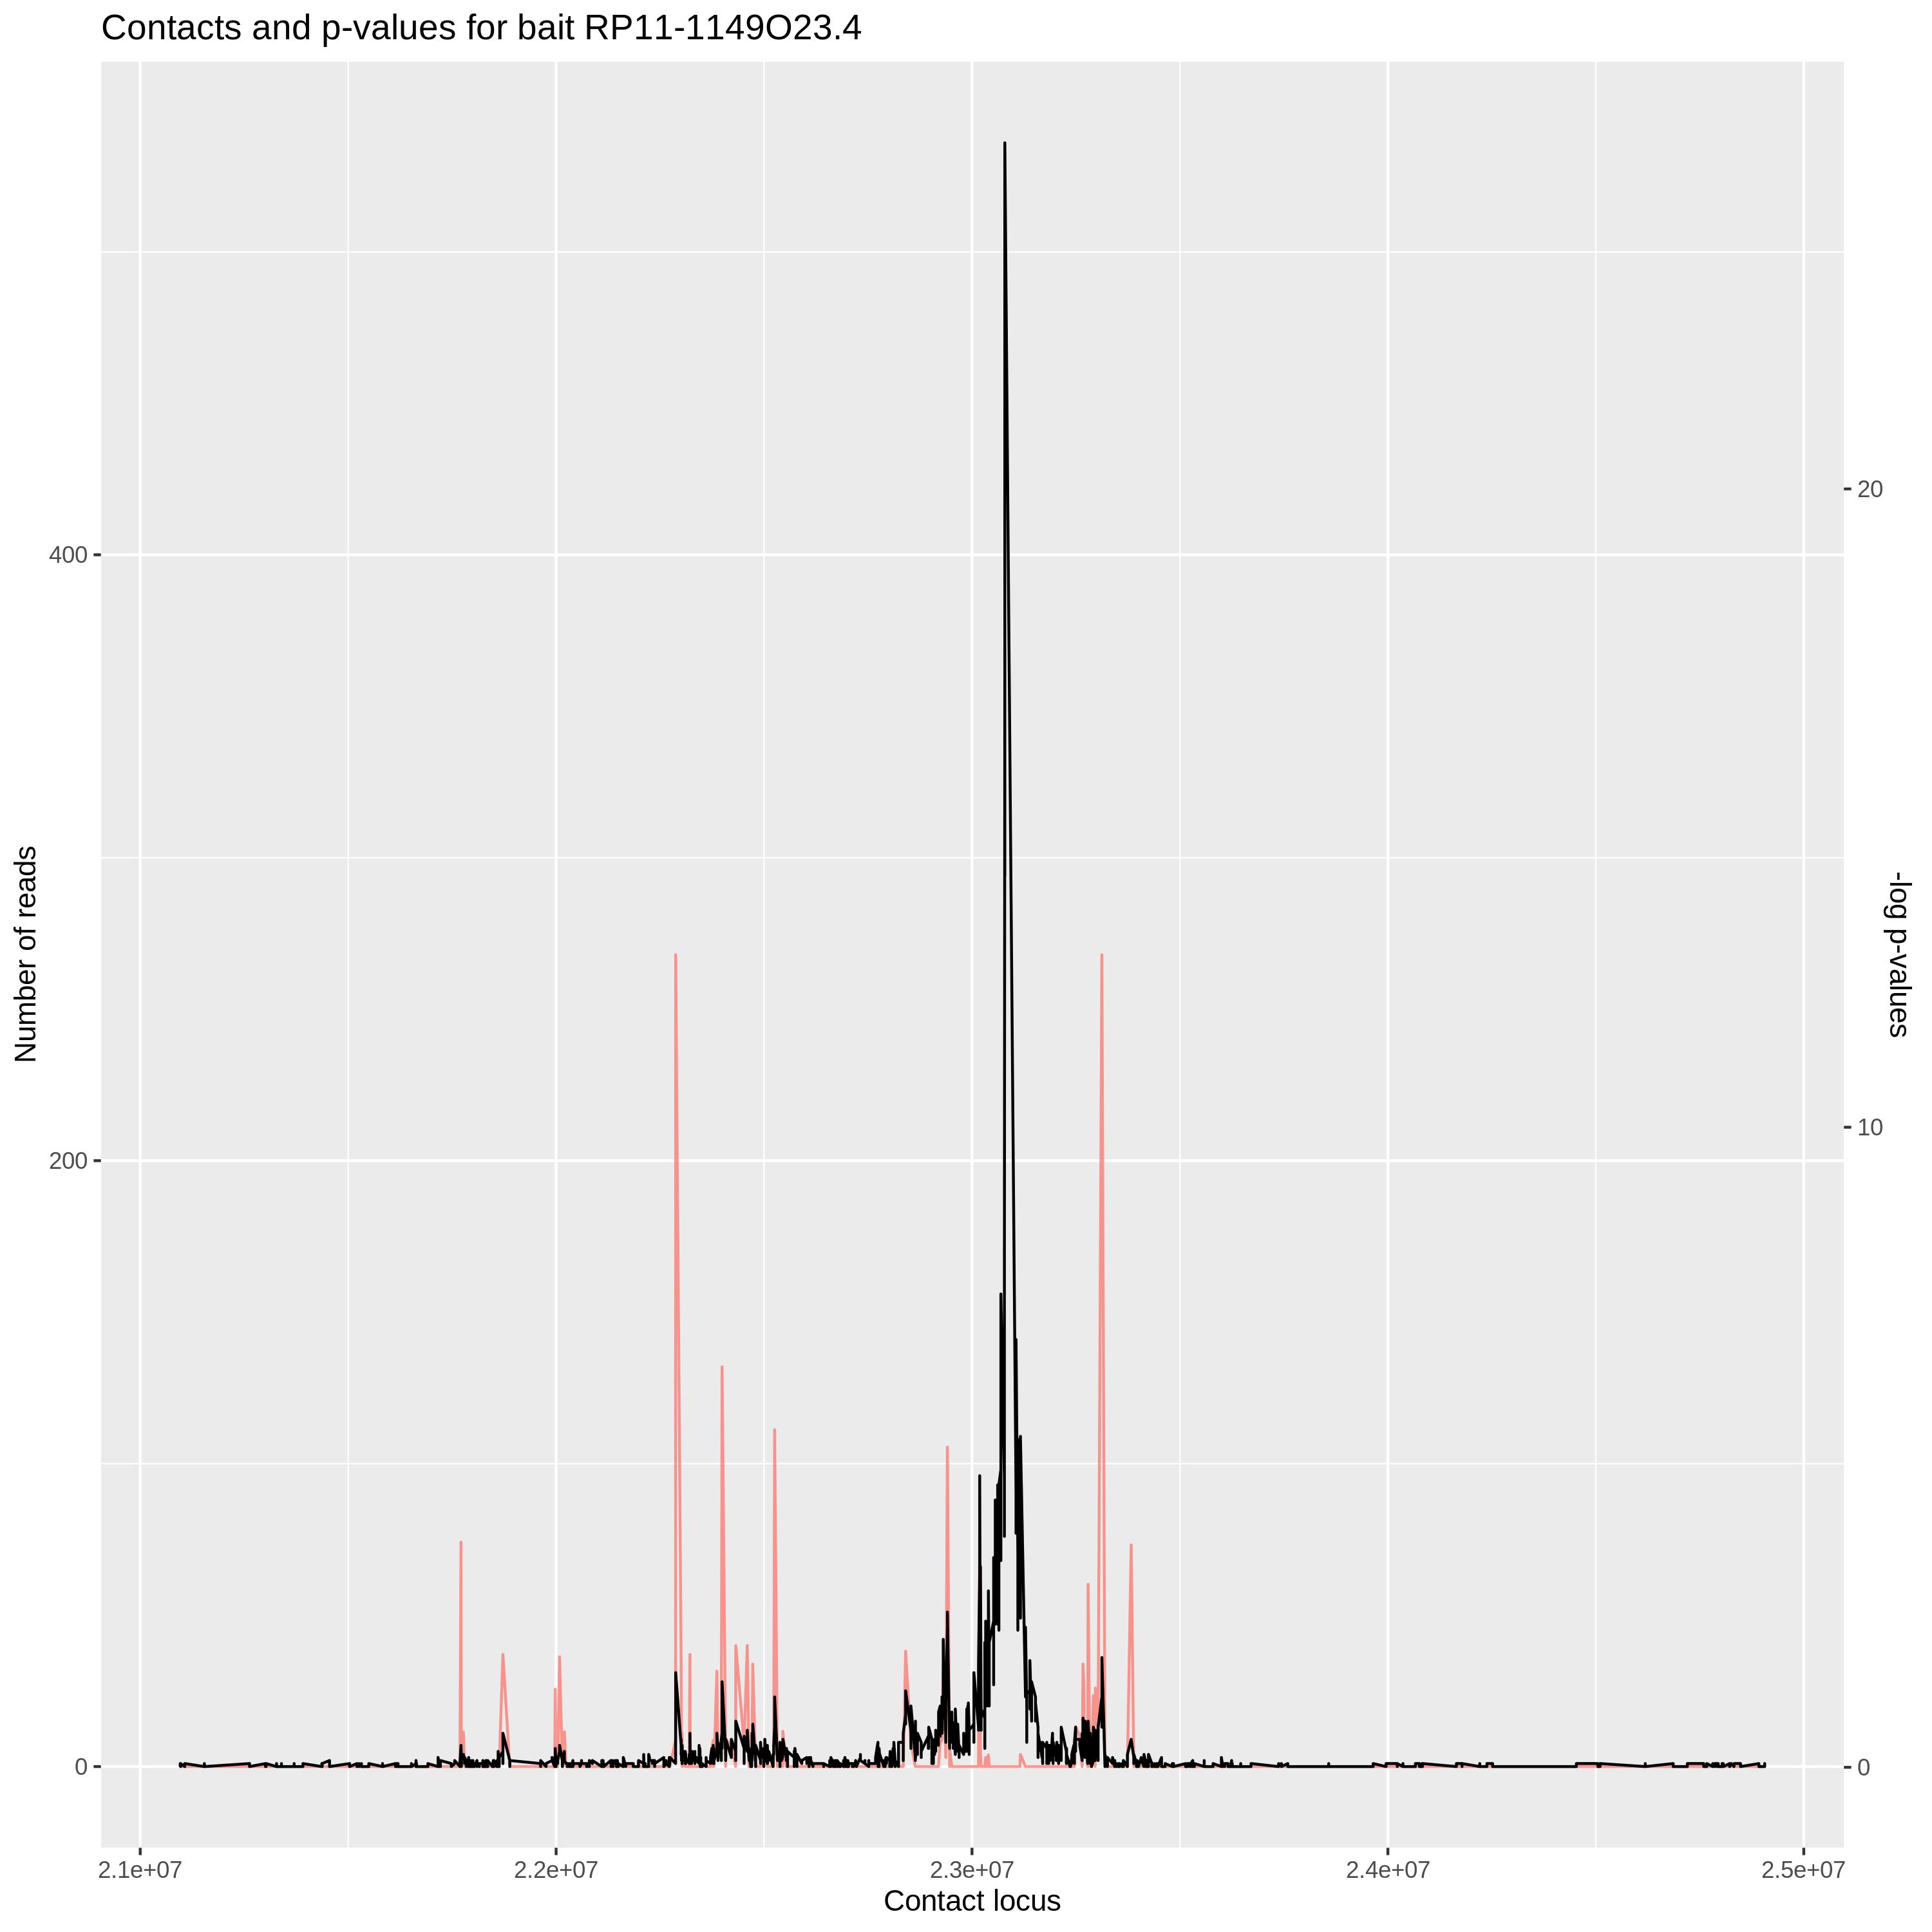 Contacts and p-values for bait RP11-1149O23.4
Number of reads
400
200
0
20
10
0
-log p-values
2.1e+07 2.2e+07 2.3e+07 2.4e+07 2.5e+07
Contact locus